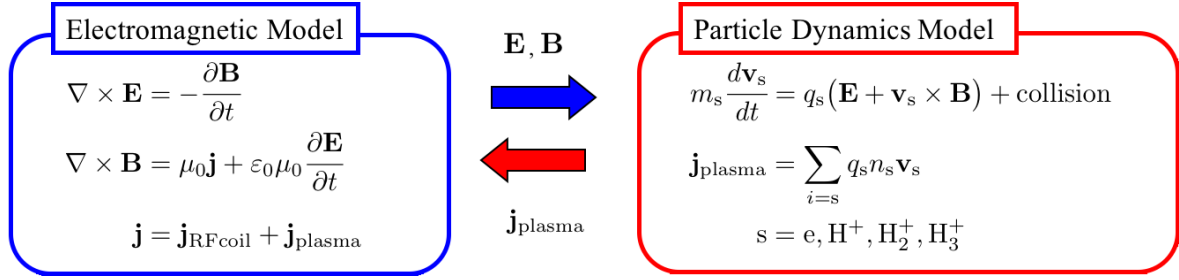 Electromagnetic Model
∇ × E = −∂B/∂t
∇ × B = μ₀j + ε₀μ₀ ∂E/∂t
j = j_RFcoil + j_plasma
E, B
j_plasma
Particle Dynamics Model
m_s dv_s/dt = q_s(E + v_s × B) + collision
j_plasma = ∑_{i=s} q_s n_s v_s
s = e, H⁺, H₂⁺, H₃⁺